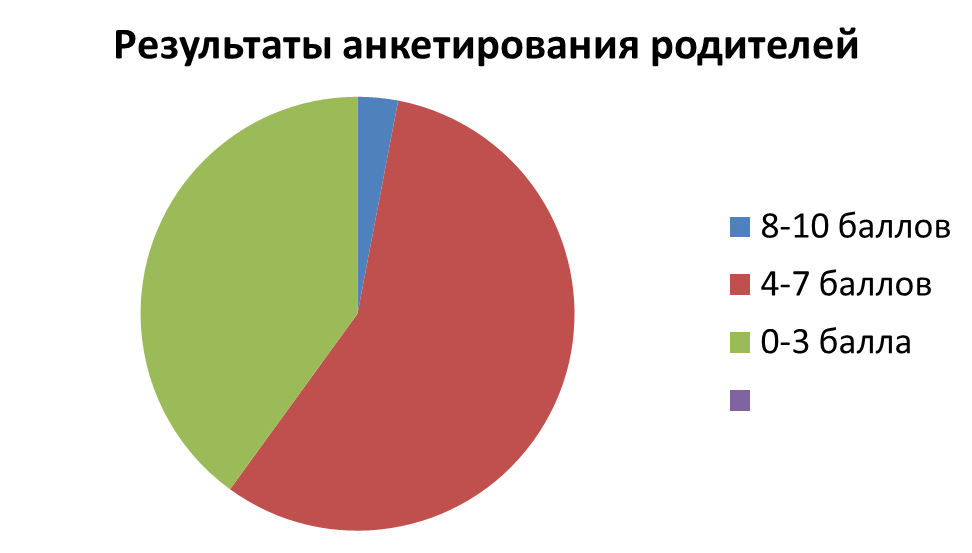 Результаты анкетирования родителей
8-10 баллов
4-7 баллов
0-3 балла